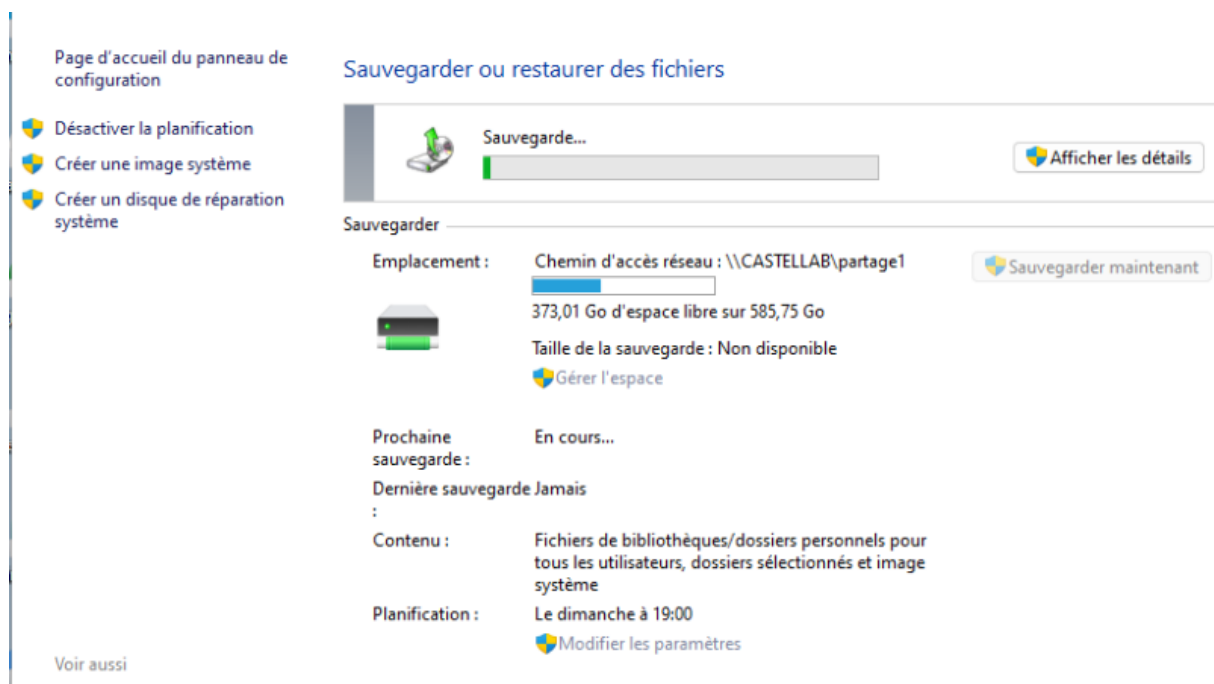 Page d'accueil du panneau de
configuration
Désactiver la planification
Créer une image système
Créer un disque de réparation
système
Voir aussi
Sauvegarder ou restaurer des fichiers
Sauvegarde...
Afficher les détails
Sauvegarder
Emplacement :
Chemin d'accès réseau : \\CASTELLAB\partage1
Sauvegarder maintenant
373,01 Go d'espace libre sur 585,75 Go
Taille de la sauvegarde : Non disponible
Gérer l'espace
Prochaine
sauvegarde :
En cours...
Dernière sauvegarde
:
Jamais
Contenu :
Fichiers de bibliothèques/dossiers personnels pour
tous les utilisateurs, dossiers sélectionnés et image
système
Planification :
Le dimanche à 19:00
Modifier les paramètres